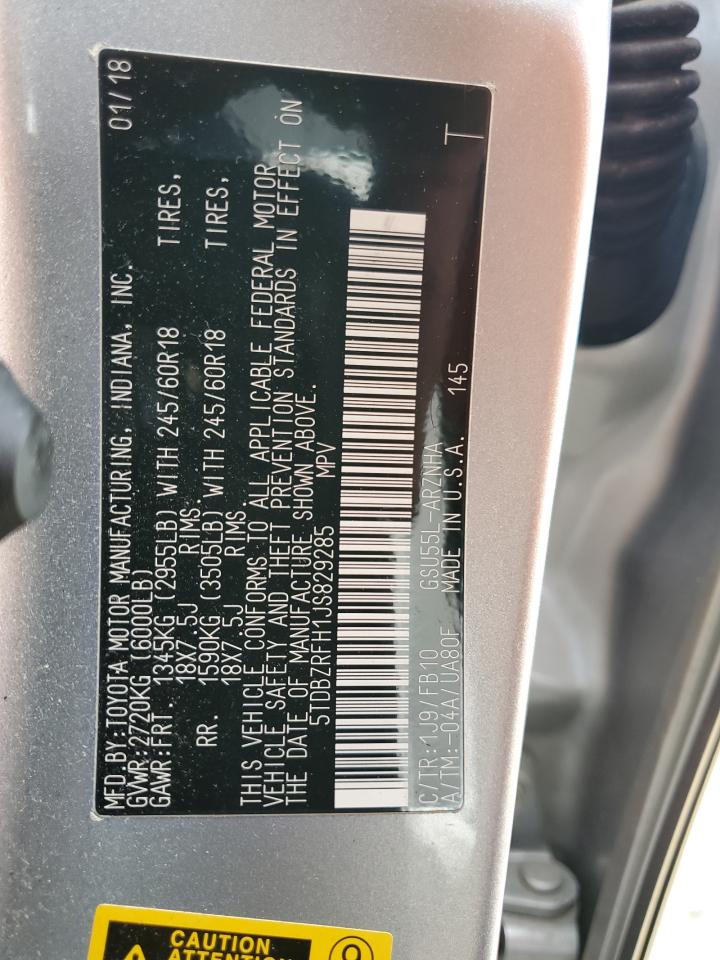 MFD.BY:TOYOTA MOTOR MANUFACTURING, INDIANA, INC. 01/18
GVWR:2720KG (6000LB)
GAWR:FRT. 1345KG (2955LB) WITH 245/60R18 TIRES,
18X7.5J RIMS
RR. 1590KG (3505LB) WITH 245/60R18 TIRES,
18X7.5J RIMS
THIS VEHICLE CONFORMS TO ALL APPLICABLE FEDERAL MOTOR
VEHICLE SAFETY AND THEFT PREVENTION STANDARDS IN EFFECT ON
THE DATE OF MANUFACTURE SHOWN ABOVE.
5TDBZRFH1JS829285 MPV
C/TR:1J9/FB10 GSU55L-ARZNHA T
A/TM:-04A/UA80F MADE IN U.S.A. 145
CAUTION
ATTENTION